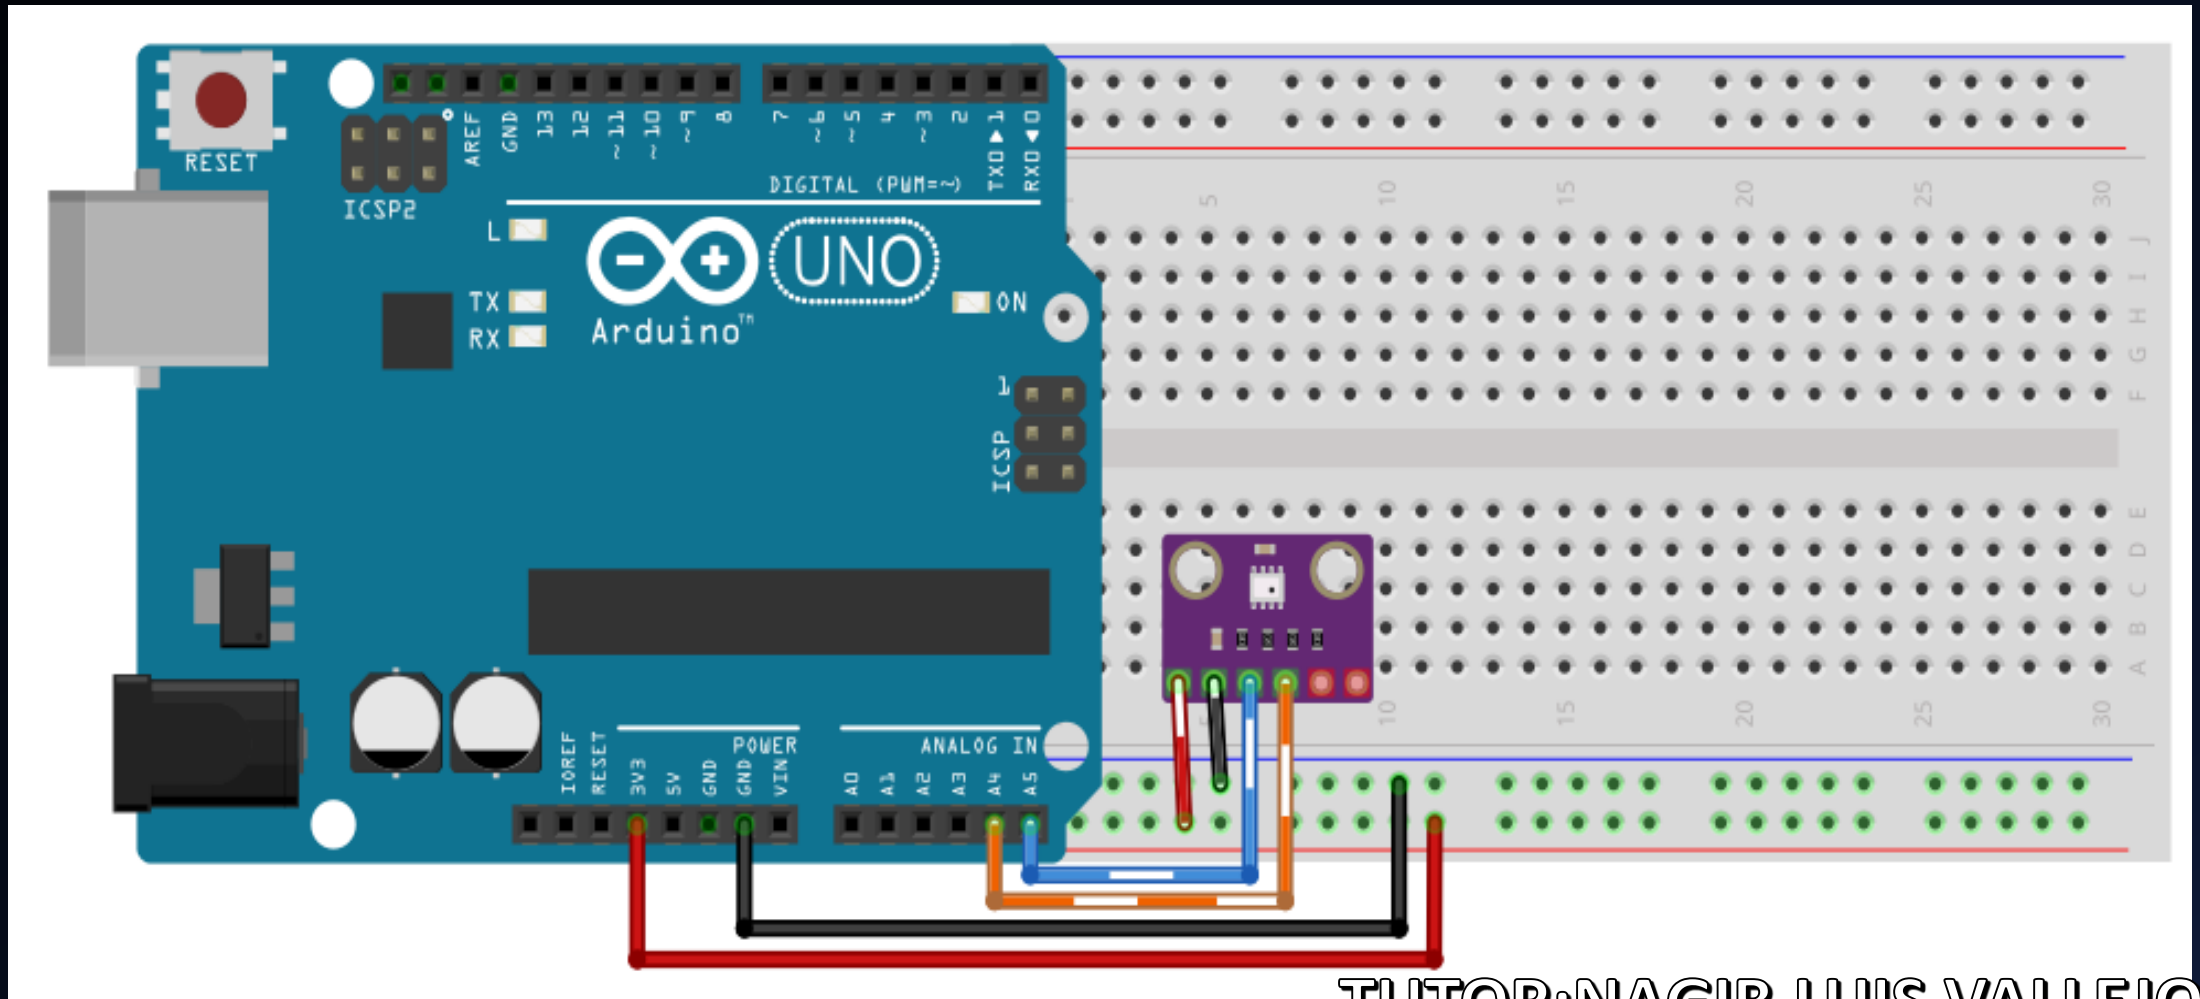 RESET
ICSP2
AREF
GND
13
12
~11
~10
~9
8
7
~6
~5
4
~3
2
TX0▶1
RX0◀0
DIGITAL (PWM=~)
L
TX
RX
UNO
Arduino™
ON
1
ICSP
IOREF
RESET
3V3
5V
GND
GND
VIN
POWER
ANALOG IN
A0
A1
A2
A3
A4
A5
5
10
15
20
25
30
J
I
H
G
F
E
D
C
B
A
10
15
20
25
30